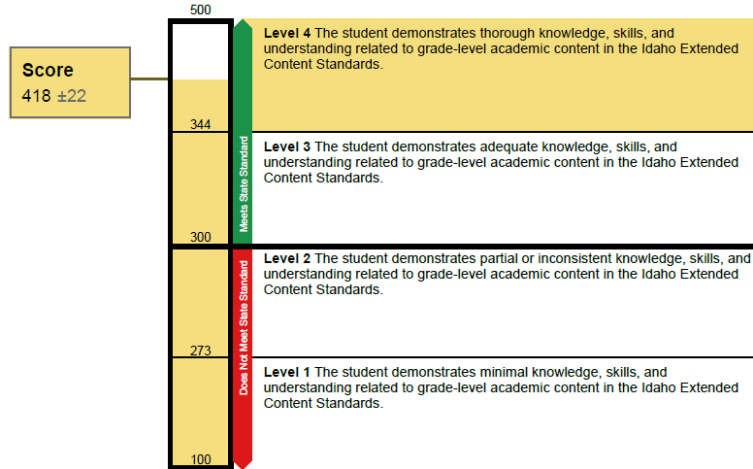 500
Level 4 The student demonstrates thorough knowledge, skills, and
understanding related to grade-level academic content in the Idaho Extended
Content Standards.
Score
418 ±22
344
Level 3 The student demonstrates adequate knowledge, skills, and
understanding related to grade-level academic content in the Idaho Extended
Content Standards.
Meets State Standard
300
Level 2 The student demonstrates partial or inconsistent knowledge, skills, and
understanding related to grade-level academic content in the Idaho Extended
Content Standards.
Does Not Meet State Standard
273
Level 1 The student demonstrates minimal knowledge, skills, and
understanding related to grade-level academic content in the Idaho Extended
Content Standards.
100